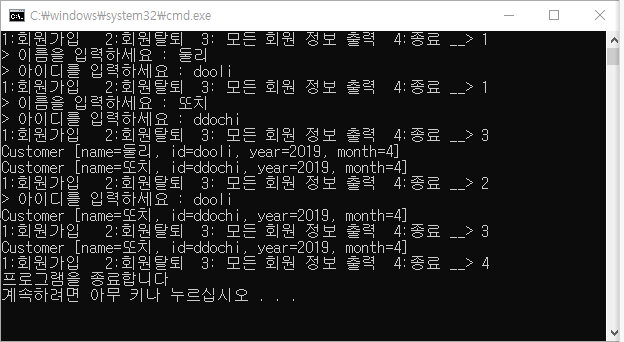 C:₩windows₩system32₩cmd.exe
1:회원가입 2:회원탈퇴 3: 모든 회원 정보 출력 4:종료 __> 1
> 이름을 입력하세요 : 둘리
> 아이디를 입력하세요 : dooli
1:회원가입 2:회원탈퇴 3: 모든 회원 정보 출력 4:종료 __> 1
> 이름을 입력하세요 : 또치
> 아이디를 입력하세요 : ddochi
1:회원가입 2:회원탈퇴 3: 모든 회원 정보 출력 4:종료 __> 3
Customer [name=둘리, id=dooli, year=2019, month=4]
Customer [name=또치, id=ddochi, year=2019, month=4]
1:회원가입 2:회원탈퇴 3: 모든 회원 정보 출력 4:종료 __> 2
> 아이디를 입력하세요 : dooli
Customer [name=또치, id=ddochi, year=2019, month=4]
1:회원가입 2:회원탈퇴 3: 모든 회원 정보 출력 4:종료 __> 3
Customer [name=또치, id=ddochi, year=2019, month=4]
1:회원가입 2:회원탈퇴 3: 모든 회원 정보 출력 4:종료 __> 4
프로그램을 종료합니다
계속하려면 아무 키나 누르십시오 . . .